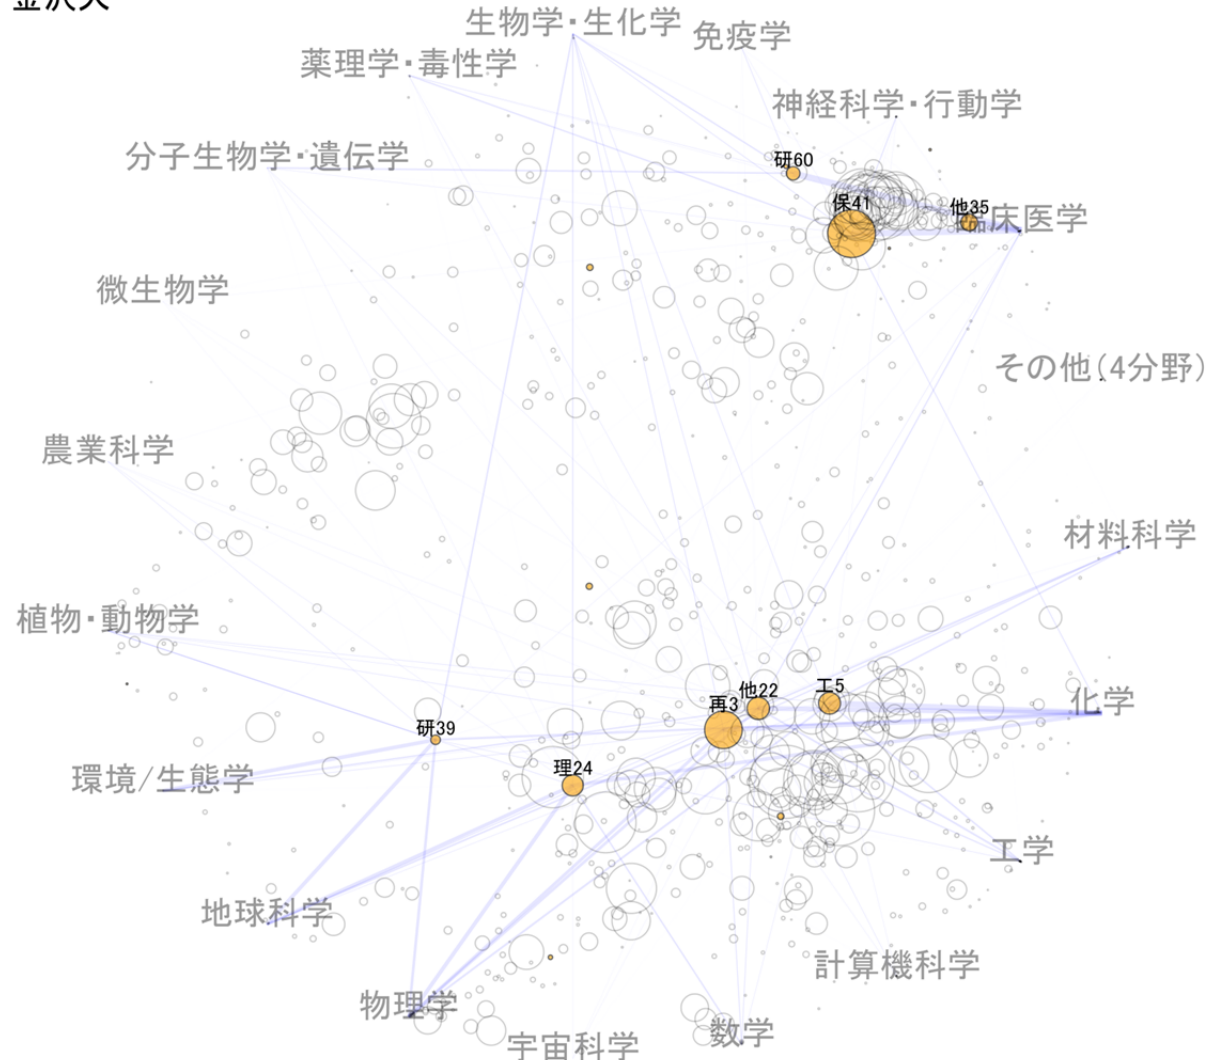 金沢大
生物学・生化学
免疫学
薬理学・毒性学
神経科学・行動学
分子生物学・遺伝学
研60
保41
他35
臨床医学
微生物学
その他(4分野)
農業科学
材料科学
植物・動物学
他22
工5
再3
化学
研39
理24
環境/生態学
工学
地球科学
計算機科学
物理学
数学
宇宙科学